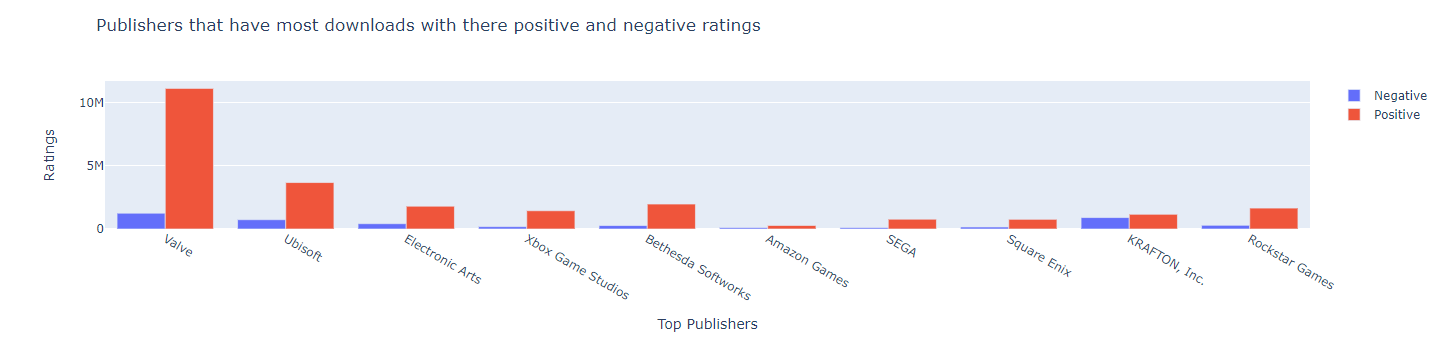 Publishers that have most downloads with there positive and negative ratings
Negative
Positive
Ratings
10M
5M
0
Valve
Ubisoft
Electronic Arts
Xbox Game Studios
Bethesda Softworks
Amazon Games
SEGA
Square Enix
KRAFTON, Inc.
Rockstar Games
Top Publishers